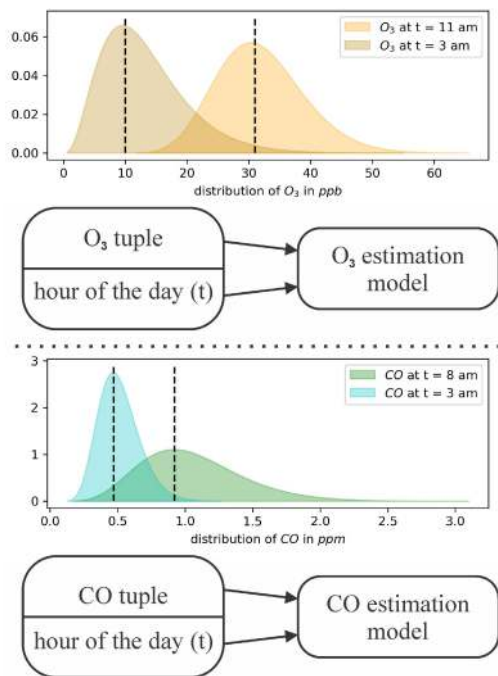 0.06
0.04
0.02
0.00
O₃ at t = 11 am
O₃ at t = 3 am
0 10 20 30 40 50 60
distribution of O₃ in ppb
O₃ tuple
hour of the day (t)
O₃ estimation
model
3
2
1
0
CO at t = 8 am
CO at t = 3 am
0.0 0.5 1.0 1.5 2.0 2.5 3.0
distribution of CO in ppm
CO tuple
hour of the day (t)
CO estimation
model